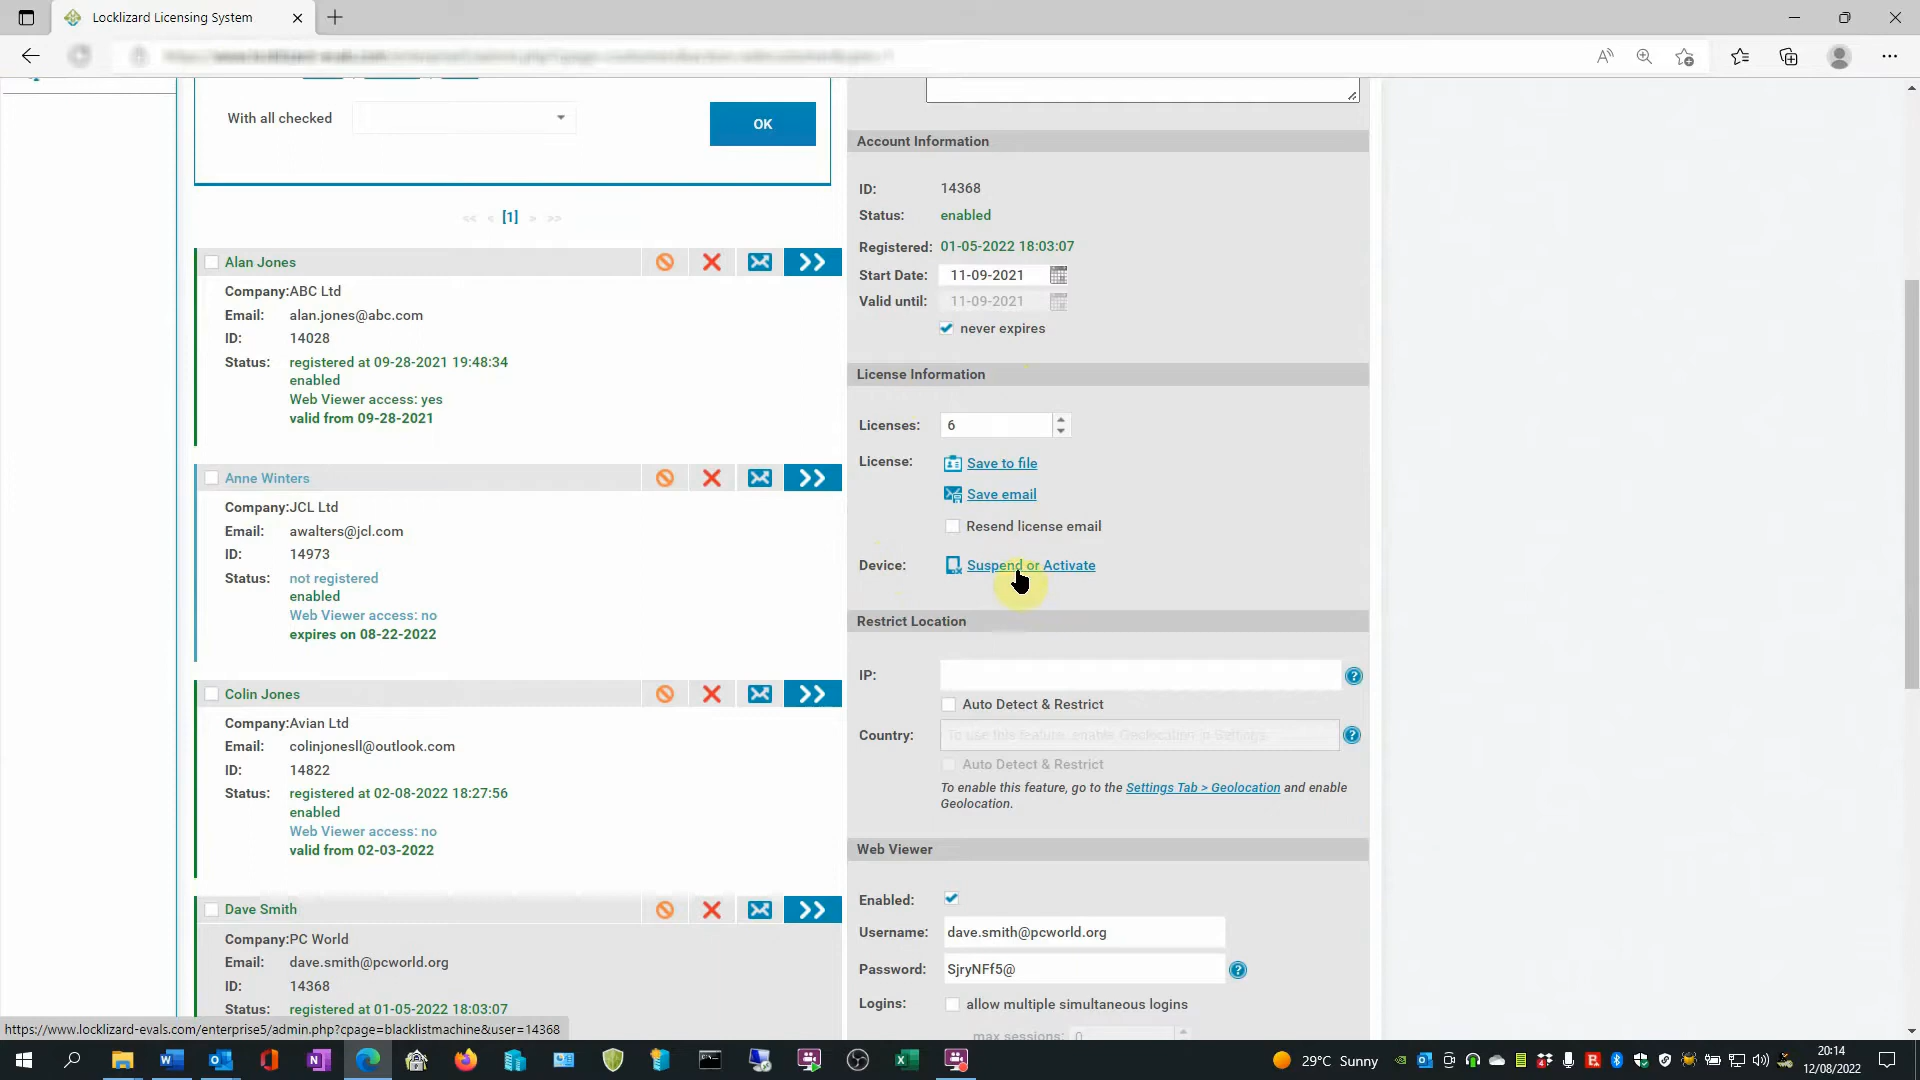 Locklizard Licensing System
With all checked
OK
<< < [1] > >>
Alan Jones
Company:ABC Ltd
Email: alan.jones@abc.com
ID: 14028
Status: registered at 09-28-2021 19:48:34
enabled
Web Viewer access: yes
valid from 09-28-2021
Anne Winters
Company:JCL Ltd
Email: awalters@jcl.com
ID: 14973
Status: not registered
enabled
Web Viewer access: no
expires on 08-22-2022
Colin Jones
Company:Avian Ltd
Email: colinjonesll@outlook.com
ID: 14822
Status: registered at 02-08-2022 18:27:56
enabled
Web Viewer access: no
valid from 02-03-2022
Dave Smith
Company:PC World
Email: dave.smith@pcworld.org
ID: 14368
Status: registered at 01-05-2022 18:03:07
Account Information
ID: 14368
Status: enabled
Registered: 01-05-2022 18:03:07
Start Date: 11-09-2021
Valid until: 11-09-2021
never expires
License Information
Licenses: 6
License: Save to file
Save email
Resend license email
Device: Suspend or Activate
Restrict Location
IP:
Auto Detect & Restrict
Country: To use this feature, enable Geolocation in Settings
Auto Detect & Restrict
To enable this feature, go to the Settings Tab > Geolocation and enable
Geolocation.
Web Viewer
Enabled:
Username: dave.smith@pcworld.org
Password: SjryNFf5@
Logins: allow multiple simultaneous logins
max sessions: 0
https://www.locklizard-evals.com/enterprise5/admin.php?cpage=blacklistmachine&user=14368
29°C Sunny
20:14
12/08/2022